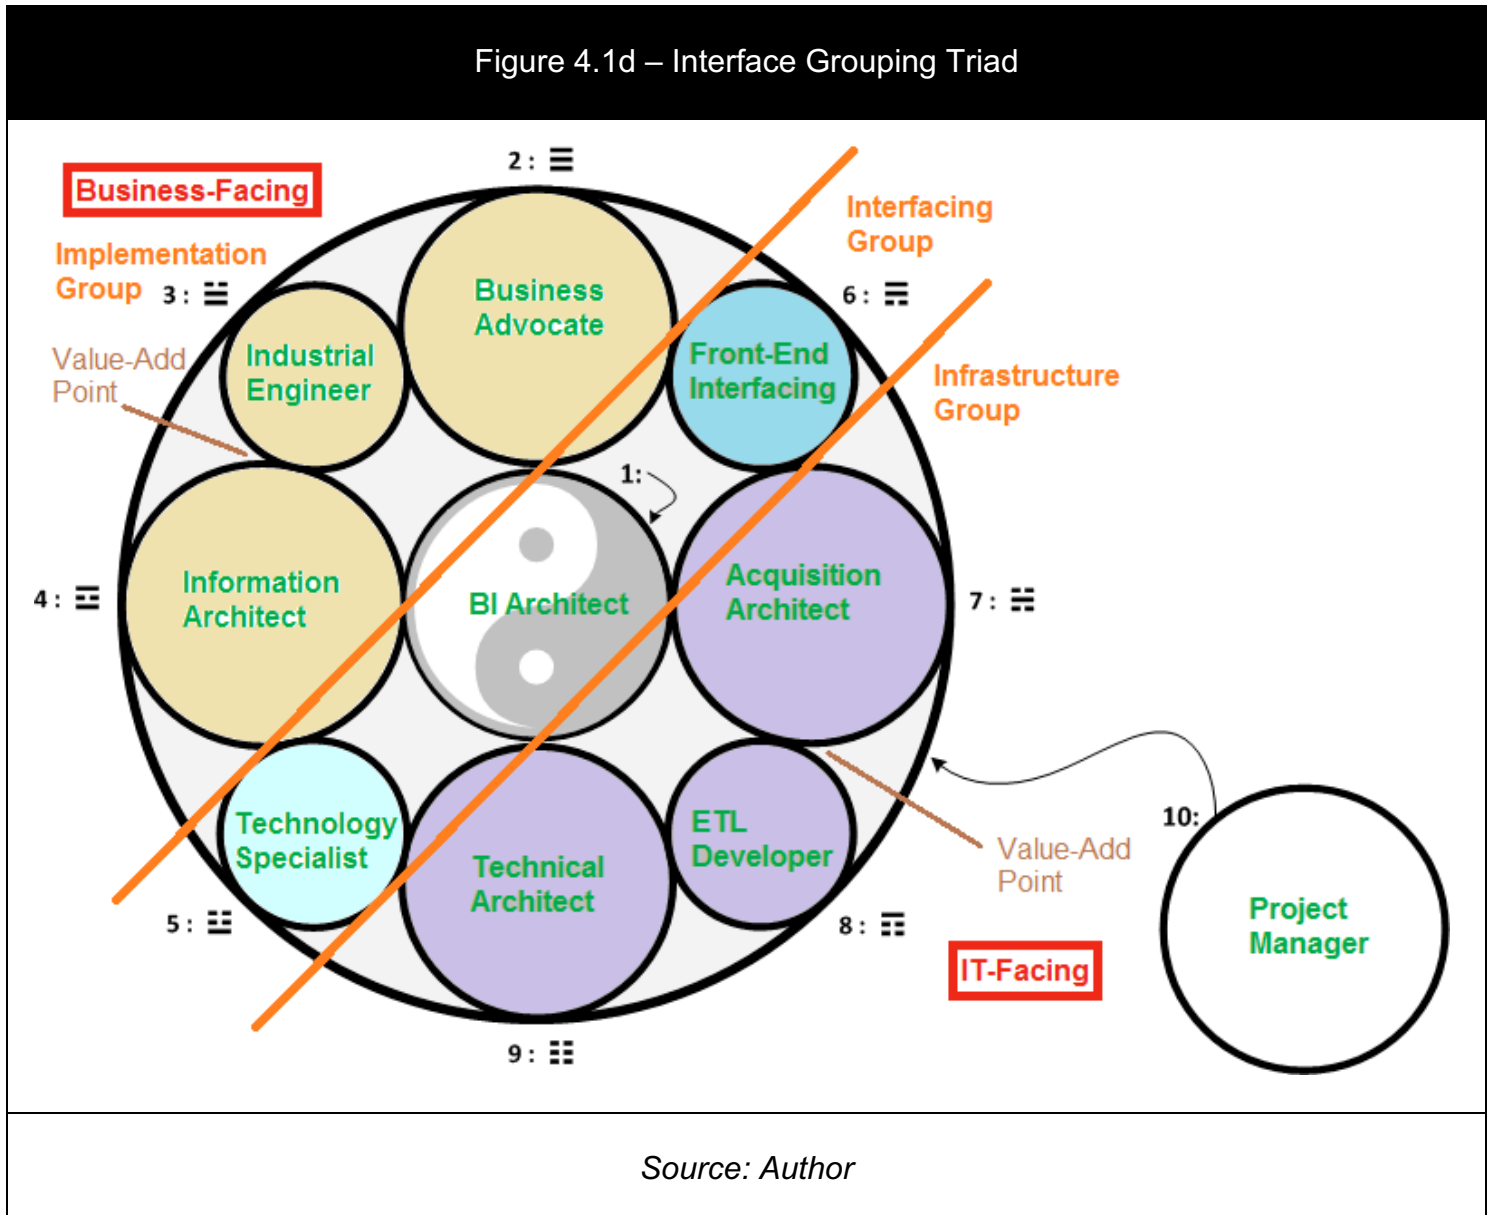 Figure 4.1d – Interface Grouping Triad
2: ☰
Business-Facing
Interfacing
Group
Implementation
Group
3: ☱
Business
Advocate
6: ☴
Value-Add
Point
Industrial
Engineer
Front-End
Interfacing
Infrastructure
Group
1:
4: ☲
Information
Architect
BI Architect
Acquisition
Architect
7: ☵
Technology
Specialist
Technical
Architect
ETL
Developer
Value-Add
Point
10:
5: ☳
8: ☶
Project
Manager
IT-Facing
9: ☷
Source: Author